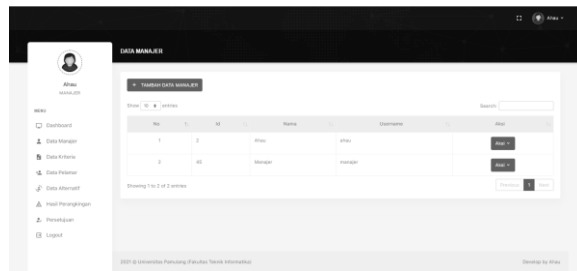 Ahau
DATA MANAJER
Ahau
MANAJER
MENU
Dashboard
Data Manajer
Data Kriteria
Data Pelamar
Data Alternatif
Hasil Perangkingan
Persetujuan
Logout
+ TAMBAH DATA MANAJER
Show 10 entries
Search:
No Id Nama Username Aksi
1 2 Ahau ahau Aksi
2 95 Manajer manajer Aksi
Showing 1 to 2 of 2 entries
Previous 1 Next
2021 © Universitas Pamulang (Fakultas Teknik Informatika)
Develop by Ahau